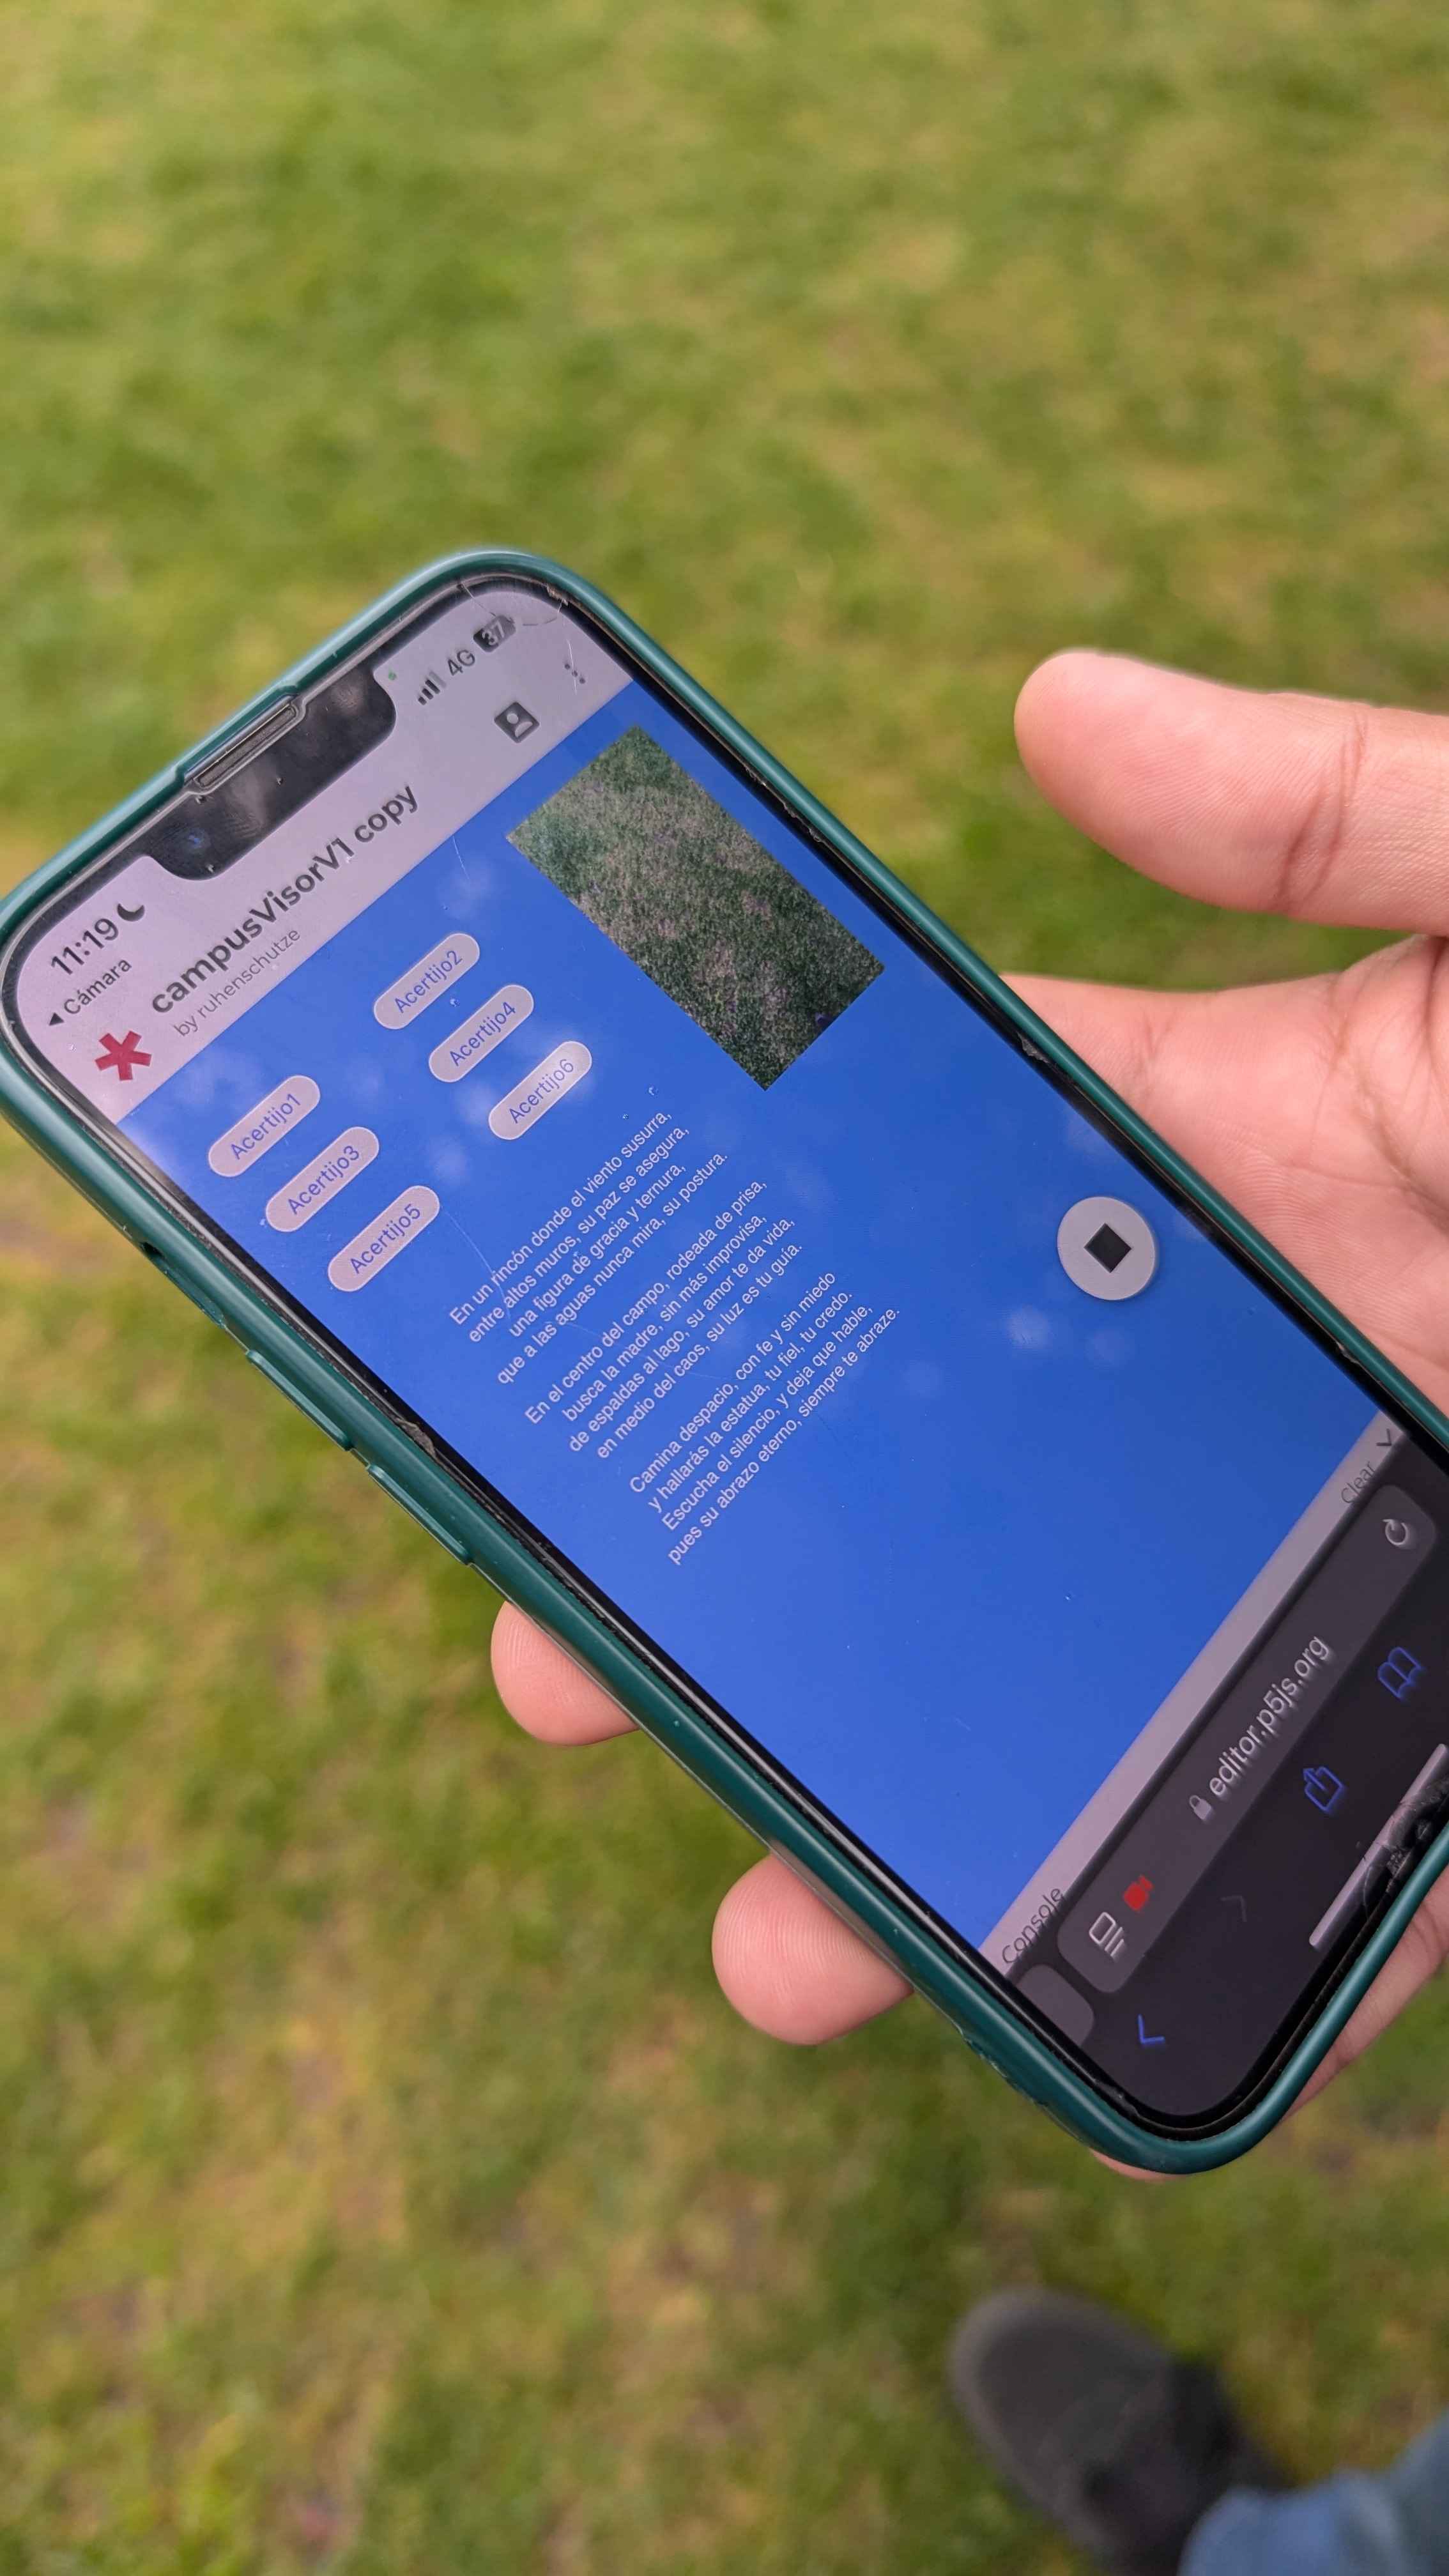 11:19
4G
37
Cámara
campusVisorV1 copy
by ruhenschutze
Acertijo1
Acertijo2
Acertijo3
Acertijo4
Acertijo5
Acertijo6
En un rincón donde el viento susurra,
entre altos muros, su paz se asegura,
una figura de gracia y ternura,
que a las aguas nunca mira, su postura.
En el centro del campo, rodeada de prisa,
busca la madre, sin más improvisa,
de espaldas al lago, su amor te da vida,
en medio del caos, su luz es tu guía.
Camina despacio, con fe y sin miedo
y hallarás la estatua, tu fiel, tu credo.
Escucha el silencio, y deja que hable,
pues su abrazo eterno, siempre te abraze.
Console
Clear
editor.p5js.org